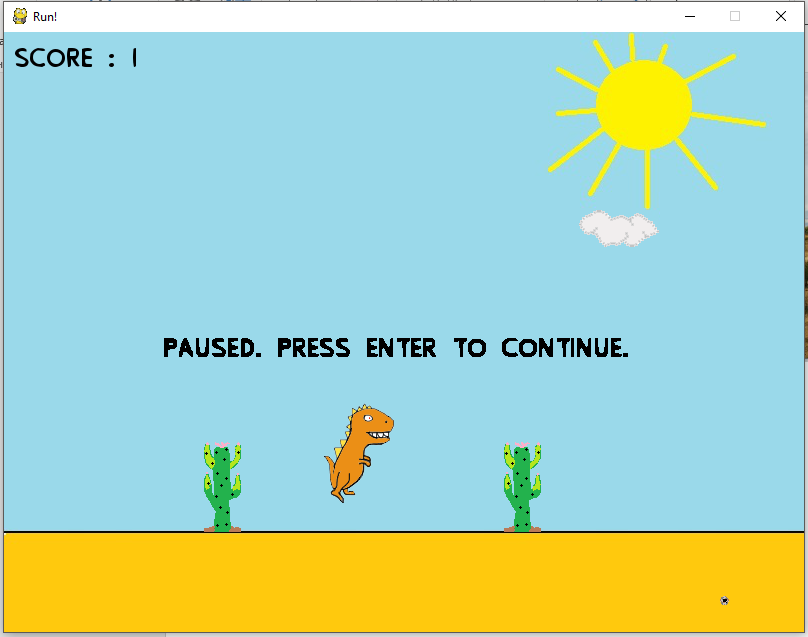 Run!
SCORE : 1
PAUSED. PRESS ENTER TO CONTINUE.